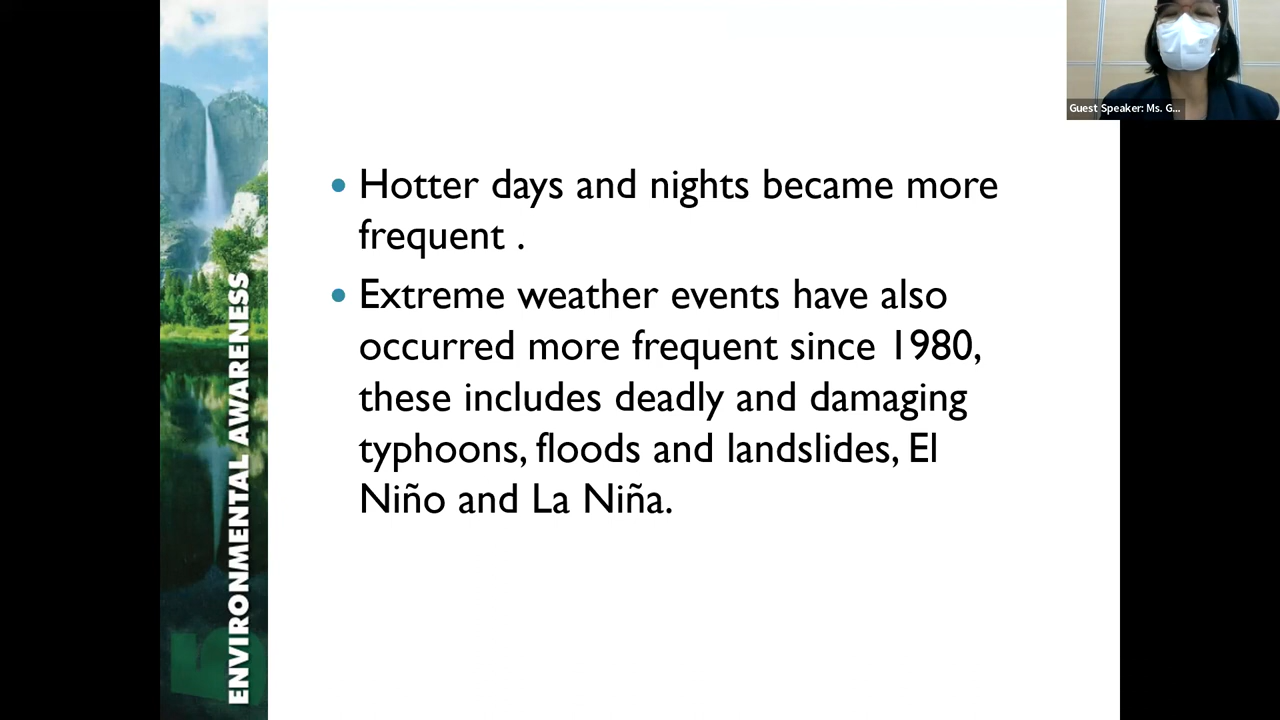 Guest Speaker: Ms. G...
• Hotter days and nights became more
frequent .
• Extreme weather events have also
occurred more frequent since 1980,
these includes deadly and damaging
typhoons, floods and landslides, El
Niño and La Niña.
ENVIRONMENTAL AWARENESS
5